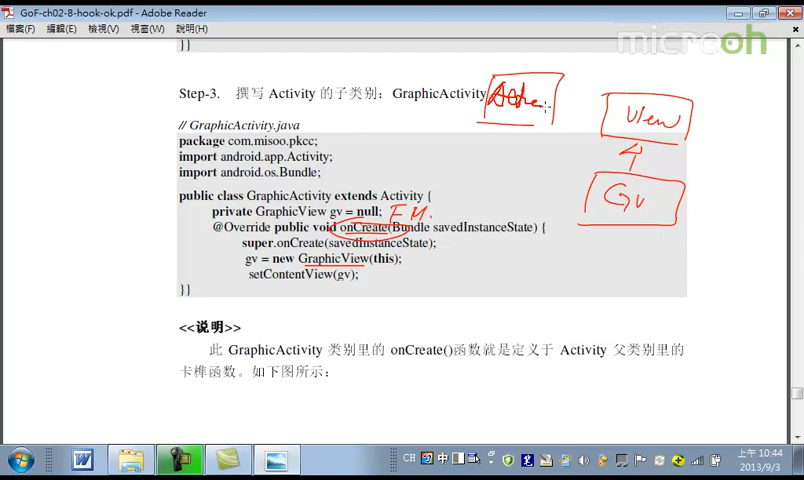 GoF-ch02-8-hook-ok.pdf - Adobe Reader
檔案(F) 編輯(E) 檢視(V) 視窗(W) 說明(H)
microoh
}}
Step-3. 撰写 Activity 的子类别：GraphicActivity
View
// GraphicActivity.java
package com.misoo.pkcc;
import android.app.Activity;
import android.os.Bundle;
public class GraphicActivity extends Activity {
Gv
private GraphicView gv = null;
F M.
@Override public void onCreate(Bundle savedInstanceState) {
super.onCreate(savedInstanceState);
gv = new GraphicView(this);
setContentView(gv);
}}
<<说明>>
此 GraphicActivity 类别里的 onCreate()函数就是定义于 Activity 父类别里的
卡榫函数。如下图所示：
CH 中
上午 10:44
2013/9/3